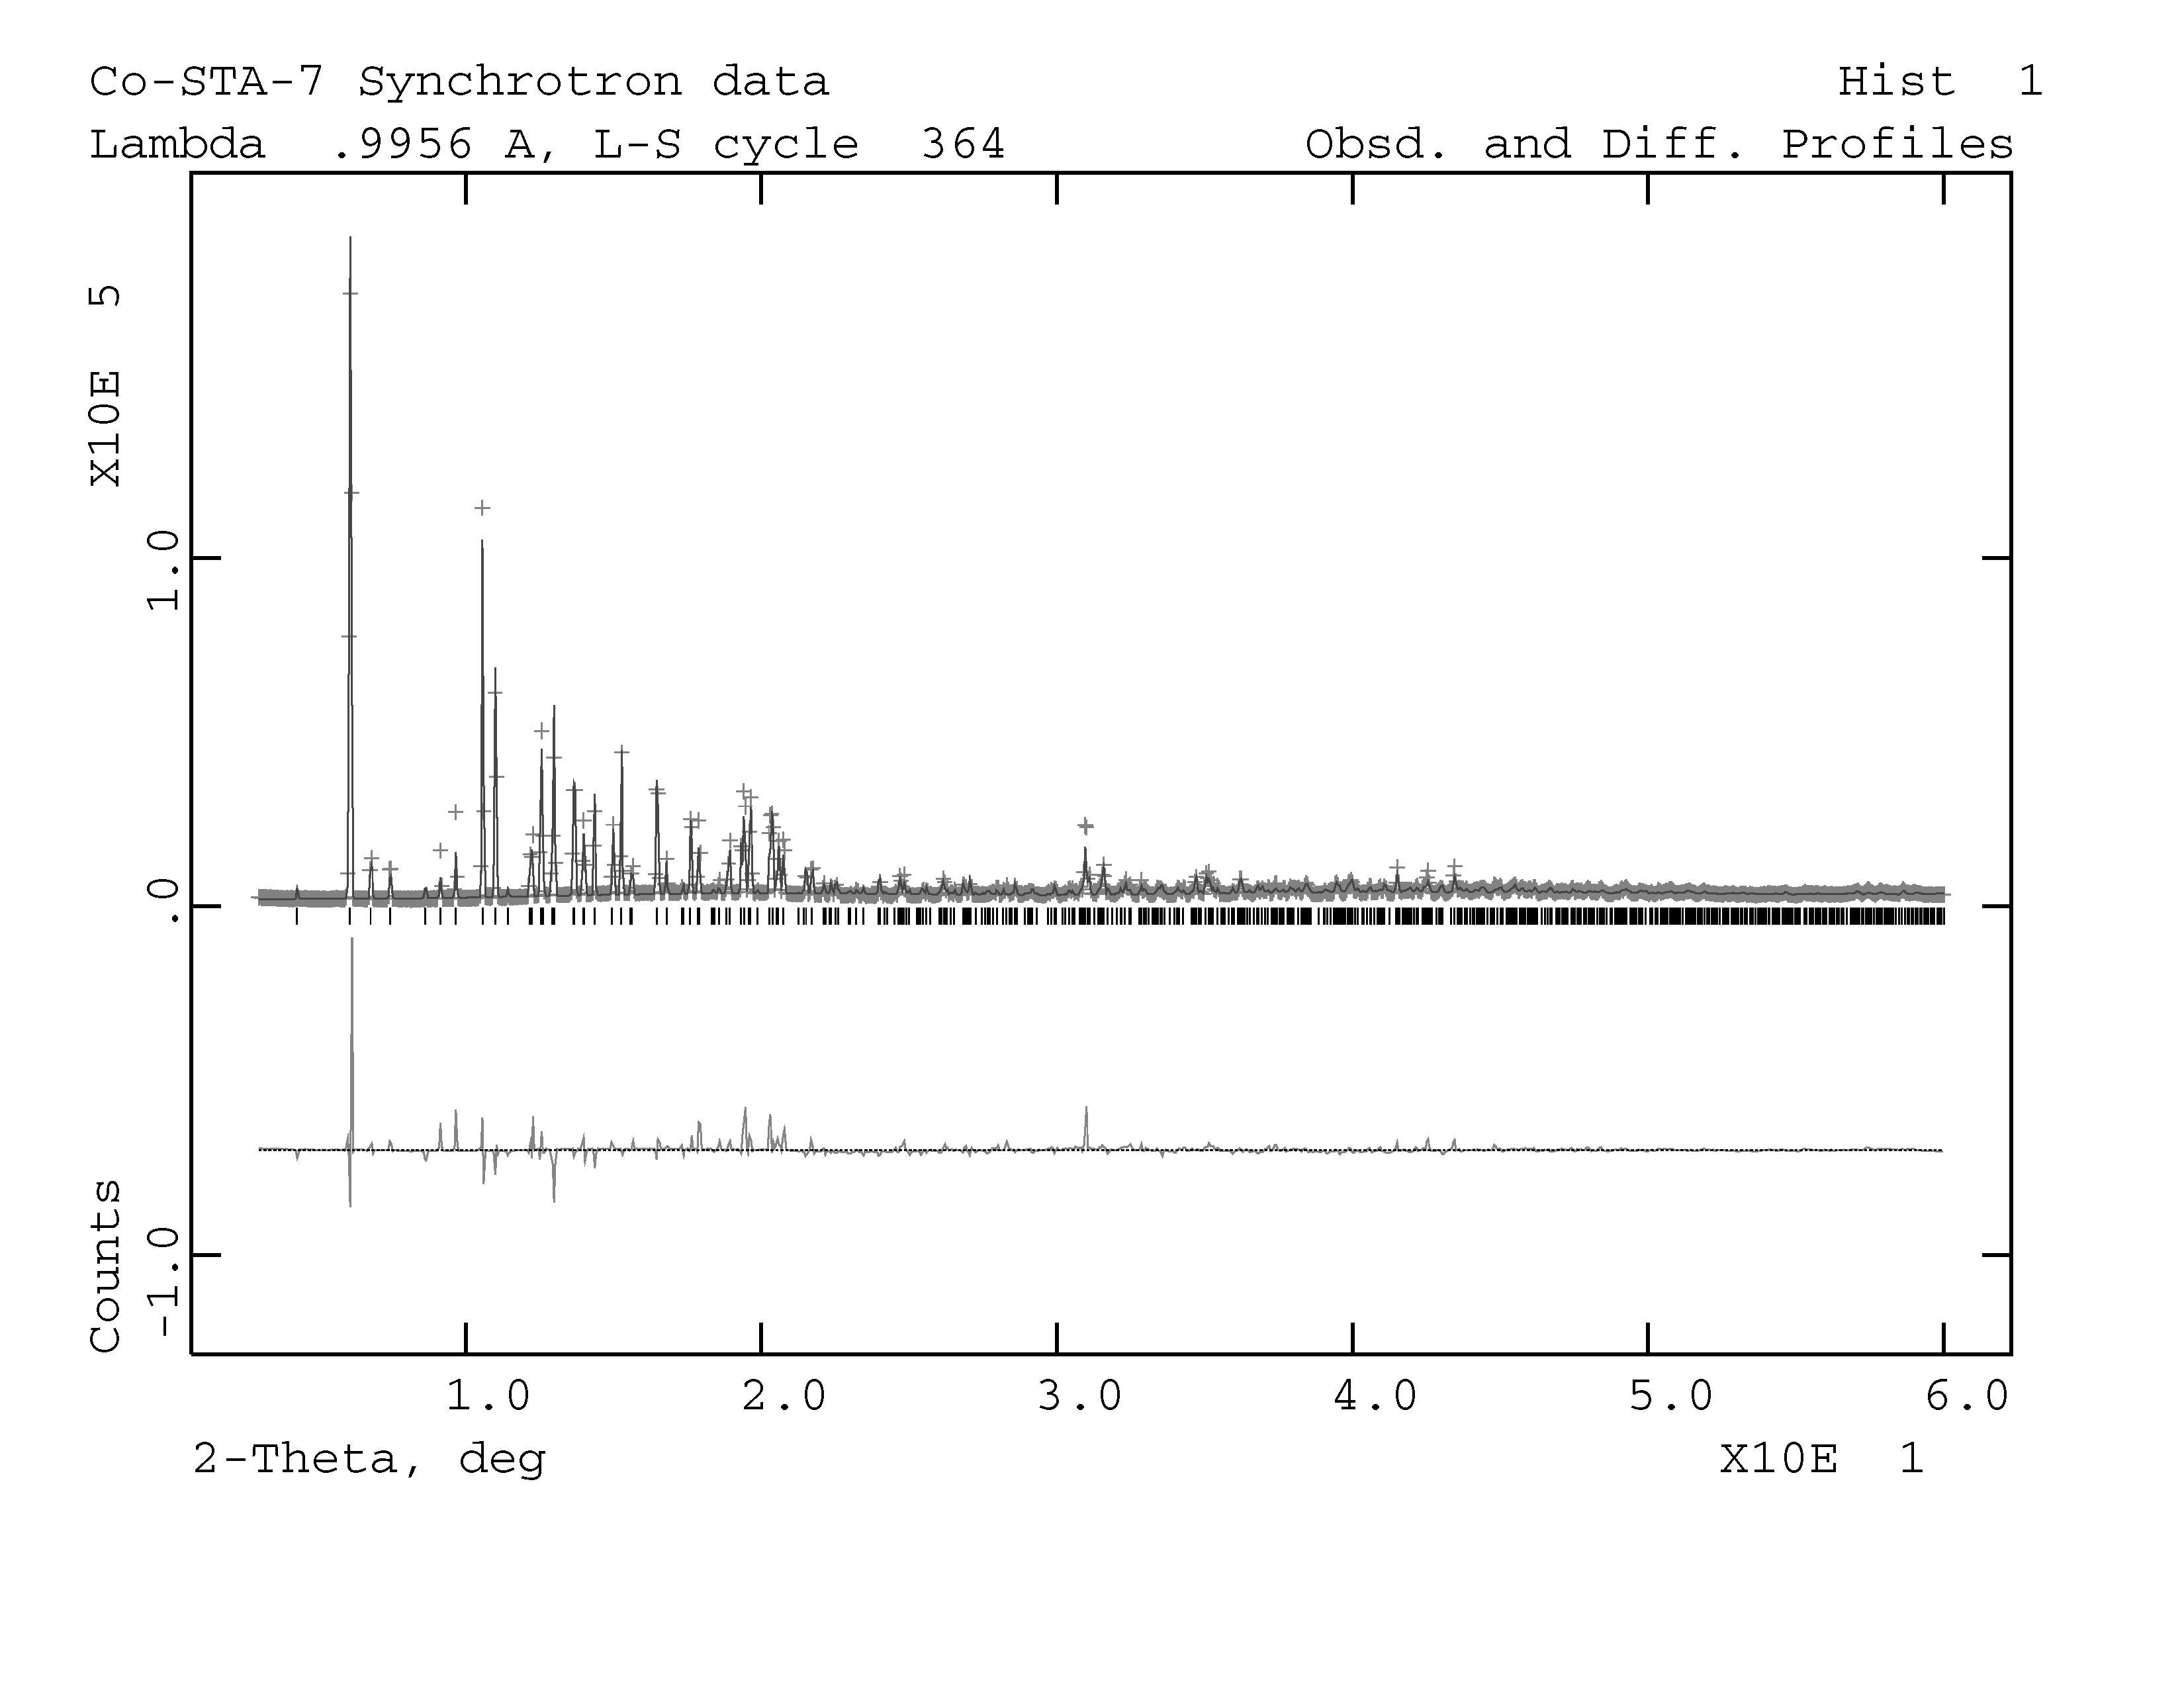 Co-STA-7 Synchrotron data Hist 1
Lambda .9956 A, L-S cycle 364 Obsd. and Diff. Profiles
X10E 5
1.0
.0
-1.0
Counts
1.0 2.0 3.0 4.0 5.0 6.0
2-Theta, deg X10E 1